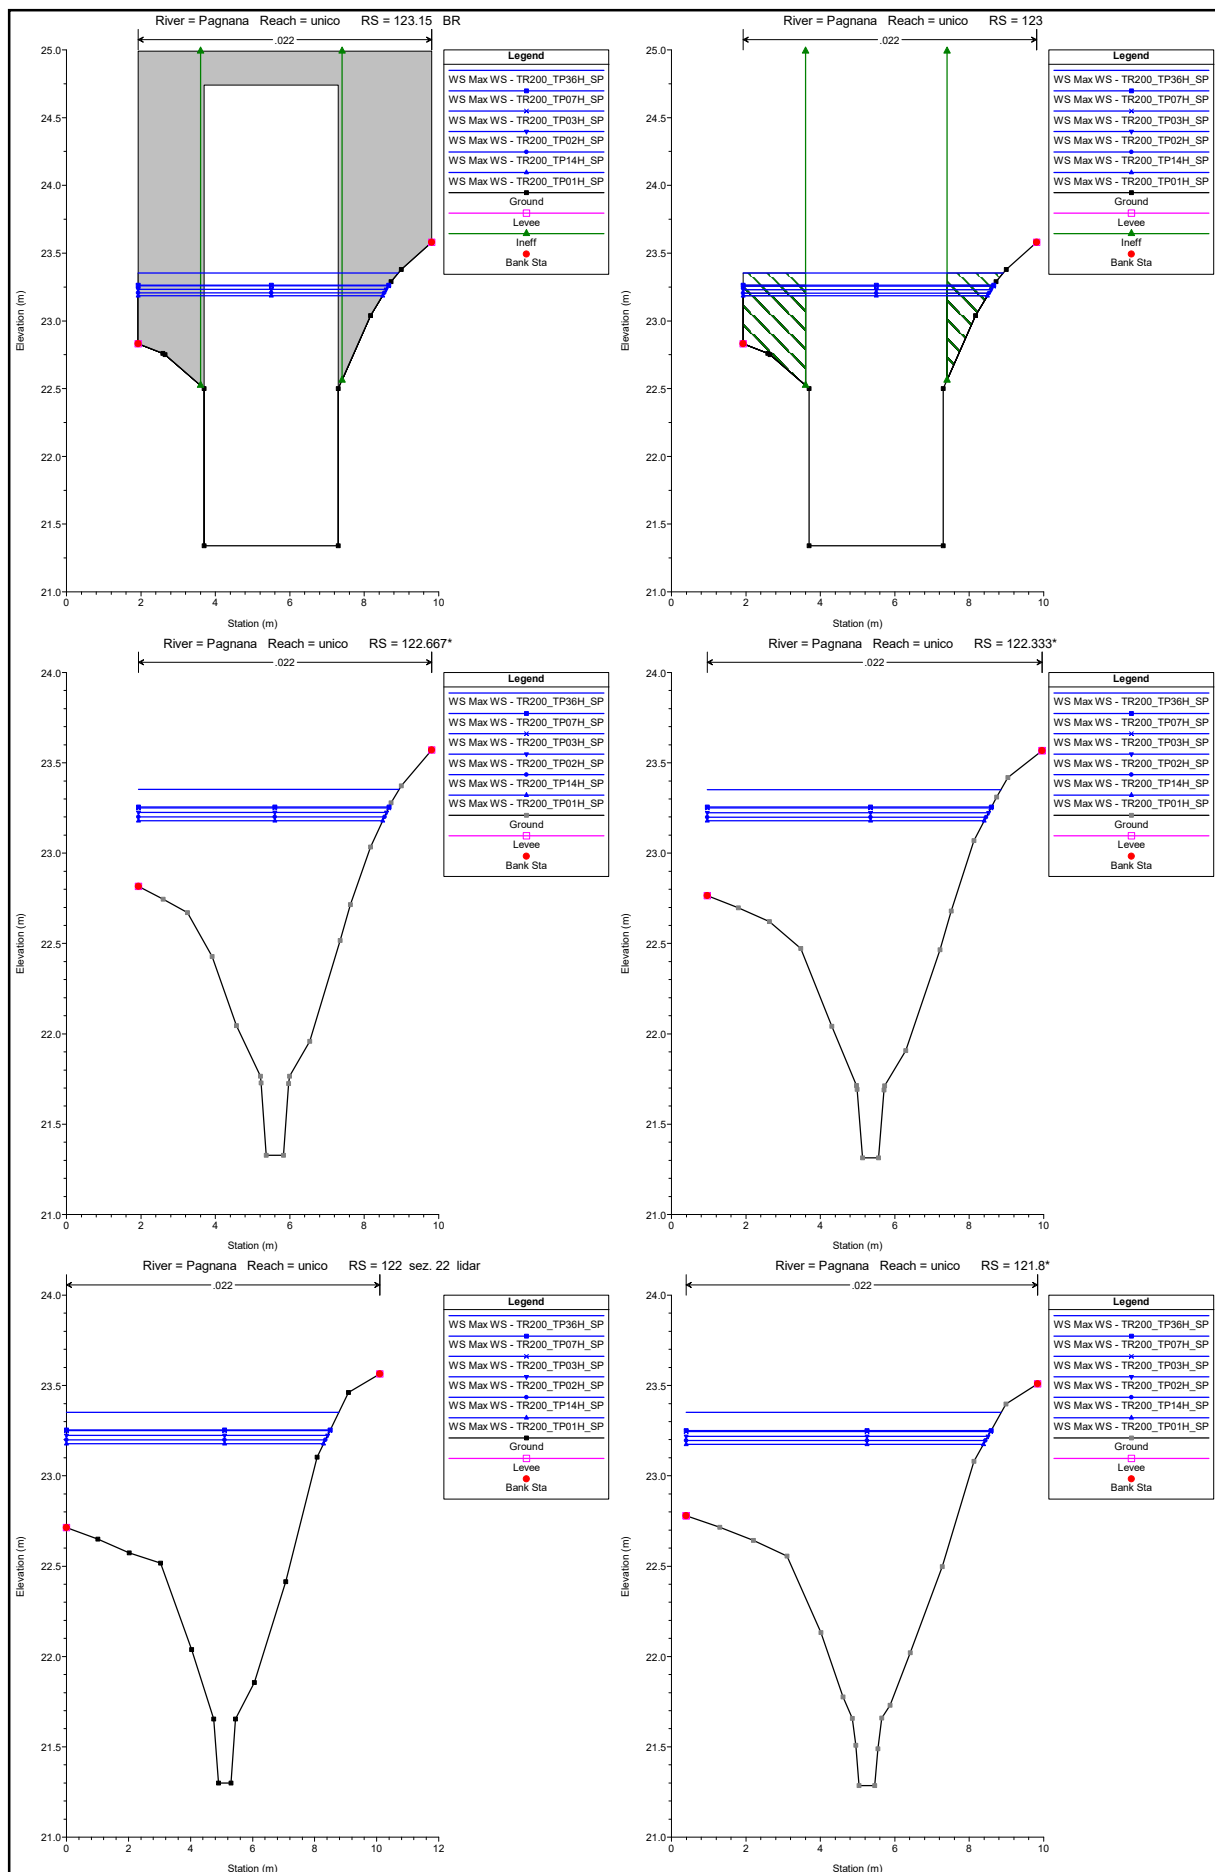 River = Pagnana Reach = unico RS = 123.15 BR
.022
25.0
24.5
24.0
23.5
23.0
22.5
22.0
21.5
21.0
Elevation (m)
0 2 4 6 8 10
Station (m)
Legend
WS Max WS - TR200_TP36H_SP
WS Max WS - TR200_TP07H_SP
WS Max WS - TR200_TP03H_SP
WS Max WS - TR200_TP02H_SP
WS Max WS - TR200_TP14H_SP
WS Max WS - TR200_TP01H_SP
Ground
Levee
Ineff
Bank Sta
River = Pagnana Reach = unico RS = 123
.022
25.0
24.5
24.0
23.5
23.0
22.5
22.0
21.5
21.0
Elevation (m)
0 2 4 6 8 10
Station (m)
Legend
WS Max WS - TR200_TP36H_SP
WS Max WS - TR200_TP07H_SP
WS Max WS - TR200_TP03H_SP
WS Max WS - TR200_TP02H_SP
WS Max WS - TR200_TP14H_SP
WS Max WS - TR200_TP01H_SP
Ground
Levee
Ineff
Bank Sta
River = Pagnana Reach = unico RS = 122.667*
.022
24.0
23.5
23.0
22.5
22.0
21.5
21.0
Elevation (m)
0 2 4 6 8 10
Station (m)
Legend
WS Max WS - TR200_TP36H_SP
WS Max WS - TR200_TP07H_SP
WS Max WS - TR200_TP03H_SP
WS Max WS - TR200_TP02H_SP
WS Max WS - TR200_TP14H_SP
WS Max WS - TR200_TP01H_SP
Ground
Levee
Bank Sta
River = Pagnana Reach = unico RS = 122.333*
.022
24.0
23.5
23.0
22.5
22.0
21.5
21.0
Elevation (m)
0 2 4 6 8 10
Station (m)
Legend
WS Max WS - TR200_TP36H_SP
WS Max WS - TR200_TP07H_SP
WS Max WS - TR200_TP03H_SP
WS Max WS - TR200_TP02H_SP
WS Max WS - TR200_TP14H_SP
WS Max WS - TR200_TP01H_SP
Ground
Levee
Bank Sta
River = Pagnana Reach = unico RS = 122 sez. 22 lidar
.022
24.0
23.5
23.0
22.5
22.0
21.5
21.0
Elevation (m)
0 2 4 6 8 10 12
Station (m)
Legend
WS Max WS - TR200_TP36H_SP
WS Max WS - TR200_TP07H_SP
WS Max WS - TR200_TP03H_SP
WS Max WS - TR200_TP02H_SP
WS Max WS - TR200_TP14H_SP
WS Max WS - TR200_TP01H_SP
Ground
Levee
Bank Sta
River = Pagnana Reach = unico RS = 121.8*
.022
24.0
23.5
23.0
22.5
22.0
21.5
21.0
Elevation (m)
0 2 4 6 8 10
Station (m)
Legend
WS Max WS - TR200_TP36H_SP
WS Max WS - TR200_TP07H_SP
WS Max WS - TR200_TP03H_SP
WS Max WS - TR200_TP02H_SP
WS Max WS - TR200_TP14H_SP
WS Max WS - TR200_TP01H_SP
Ground
Levee
Bank Sta